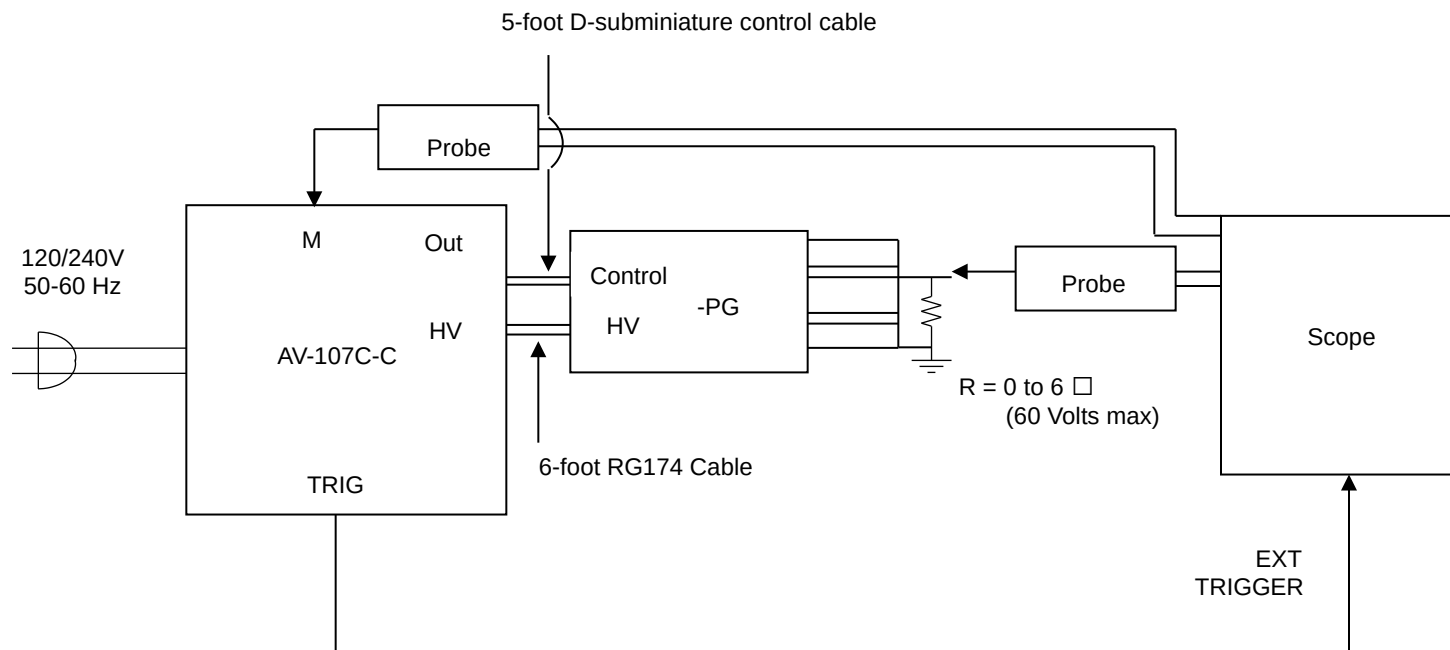 5-foot D-subminiature control cable
Probe
M
Out
120/240V
50-60 Hz
Control
HV
-PG
HV
AV-107C-C
Probe
Scope
R = 0 to 6 □
(60 Volts max)
6-foot RG174 Cable
TRIG
EXT
TRIGGER